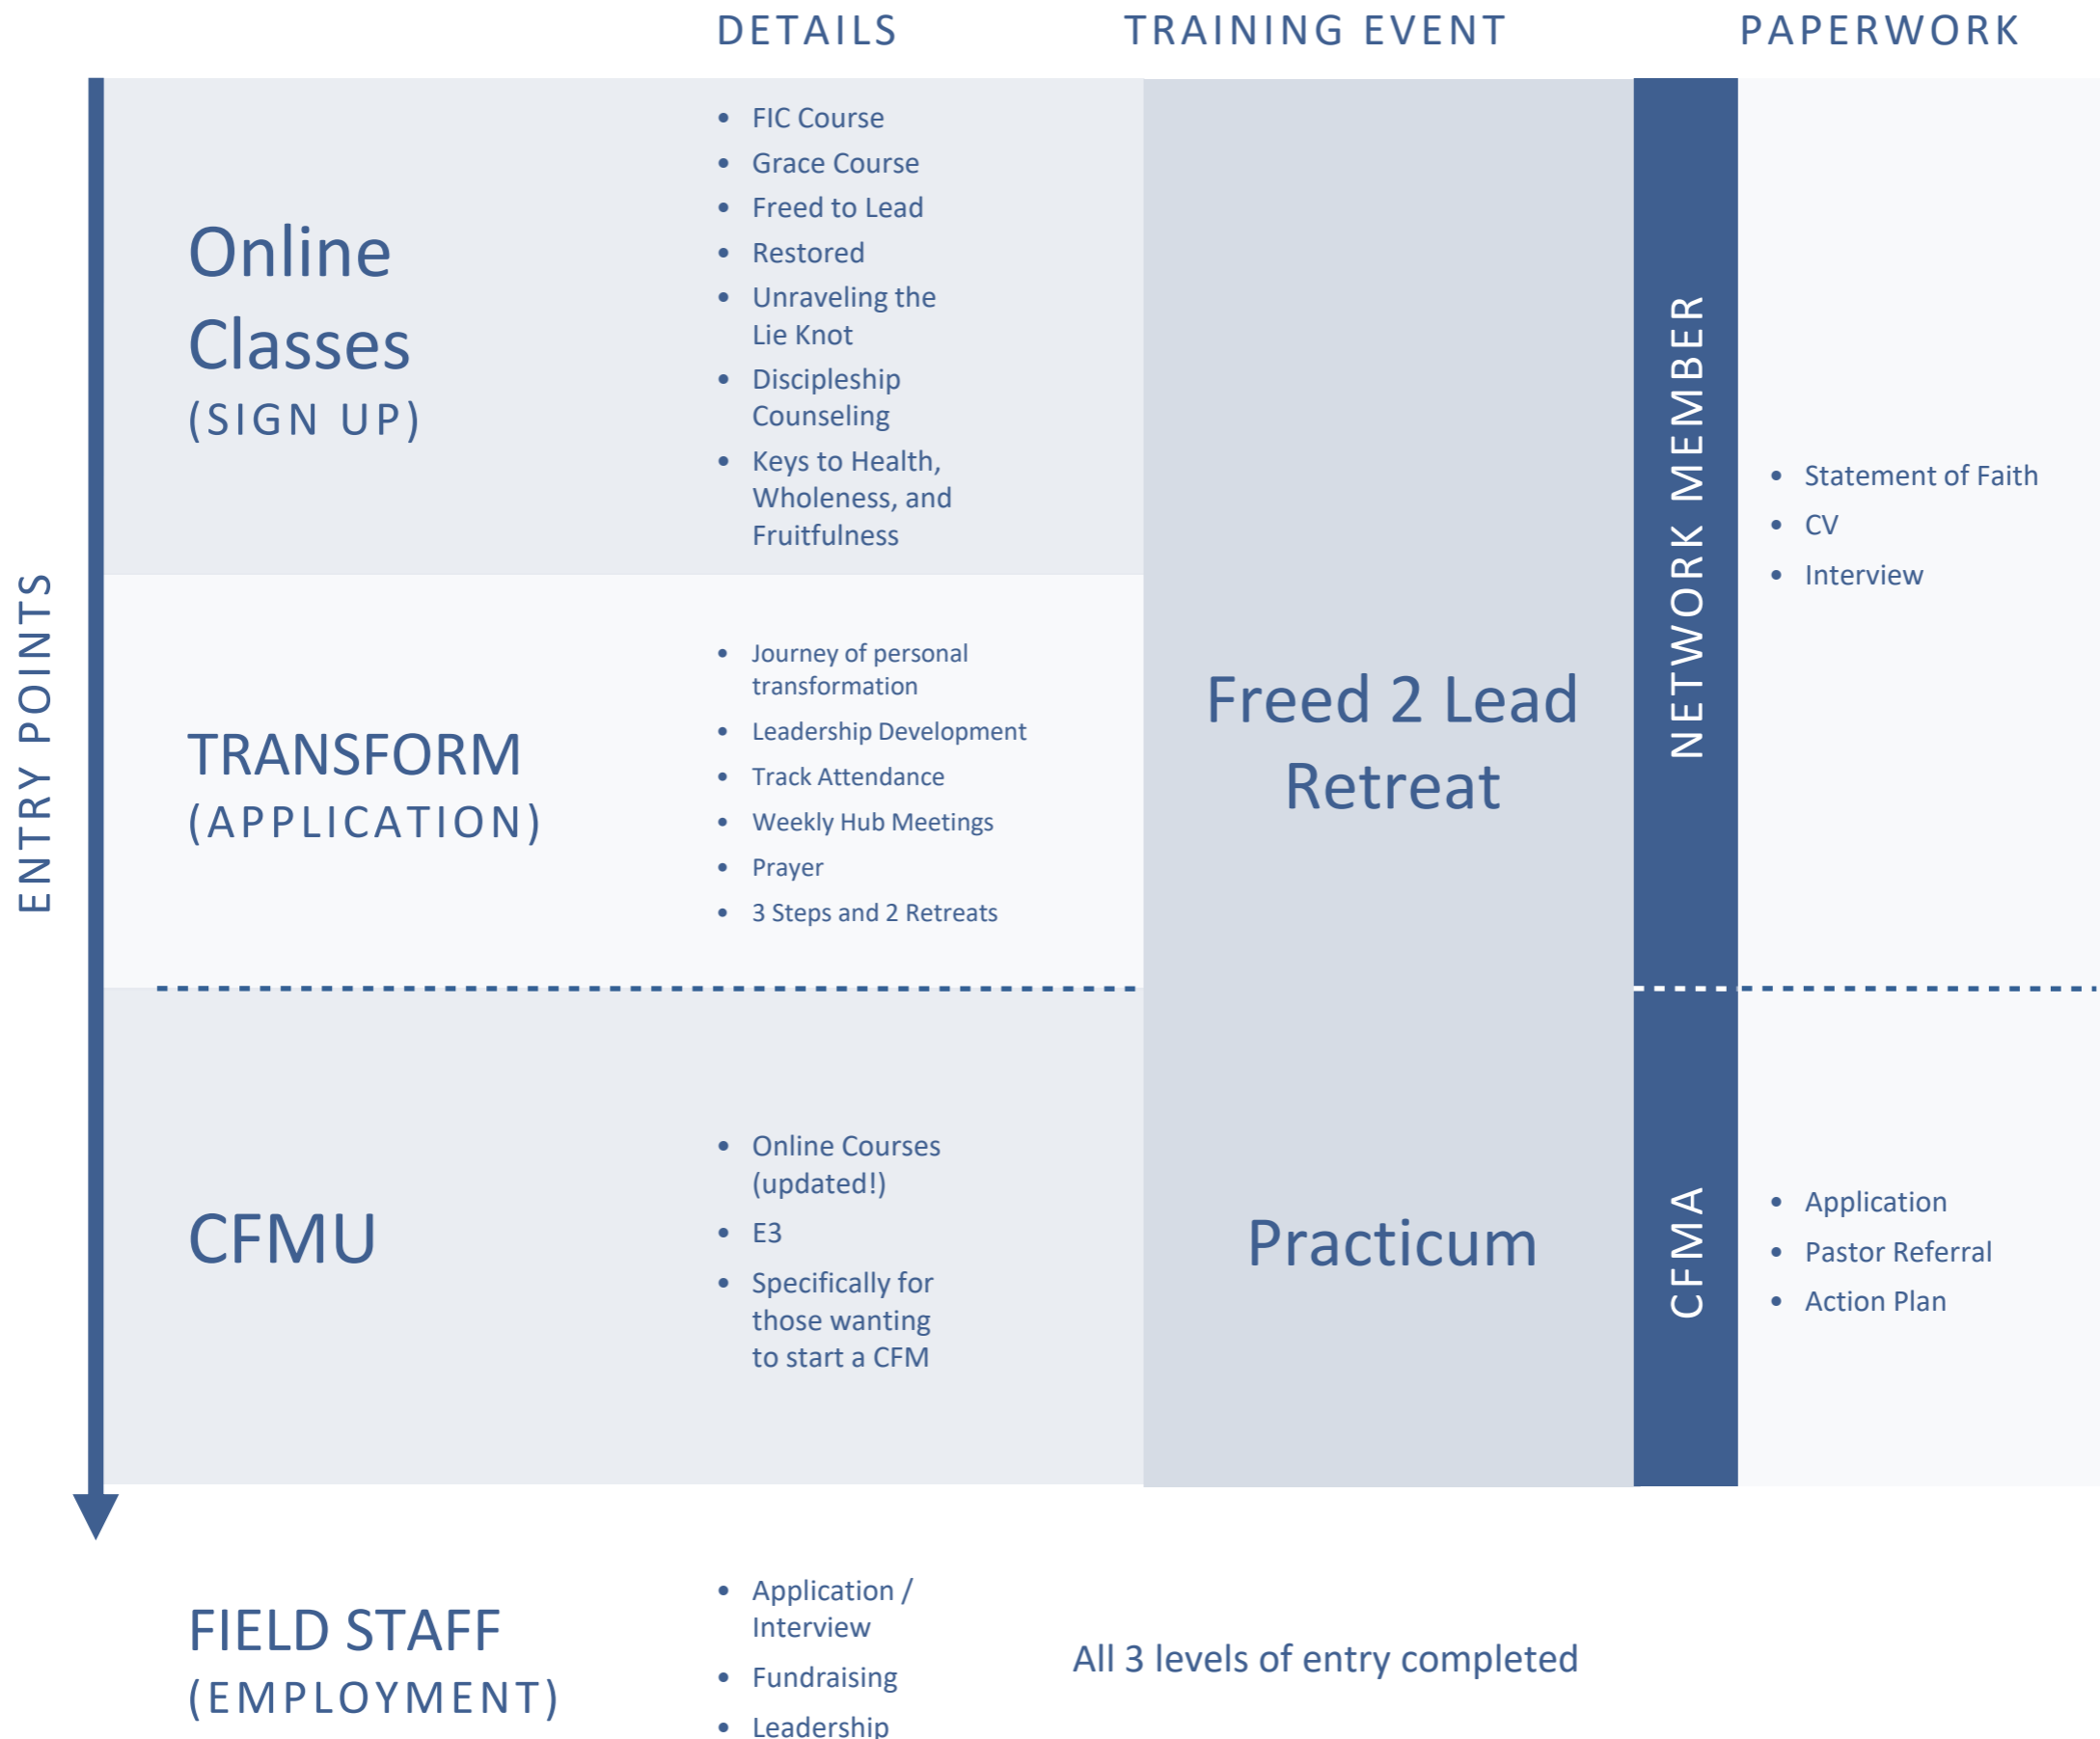 DETAILS
TRAINING EVENT
PAPERWORK
ENTRY POINTS
Online
Classes
(SIGN UP)
• FIC Course
• Grace Course
• Freed to Lead
• Restored
• Unraveling the
Lie Knot
• Discipleship
Counseling
• Keys to Health,
Wholeness, and
Fruitfulness
TRANSFORM
(APPLICATION)
• Journey of personal
transformation
• Leadership Development
• Track Attendance
• Weekly Hub Meetings
• Prayer
• 3 Steps and 2 Retreats
Freed 2 Lead
Retreat
NETWORK MEMBER
• Statement of Faith
• CV
• Interview
CFMU
• Online Courses
(updated!)
• E3
• Specifically for
those wanting
to start a CFM
Practicum
CFMA
• Application
• Pastor Referral
• Action Plan
FIELD STAFF
(EMPLOYMENT)
• Application /
Interview
• Fundraising
• Leadership
All 3 levels of entry completed